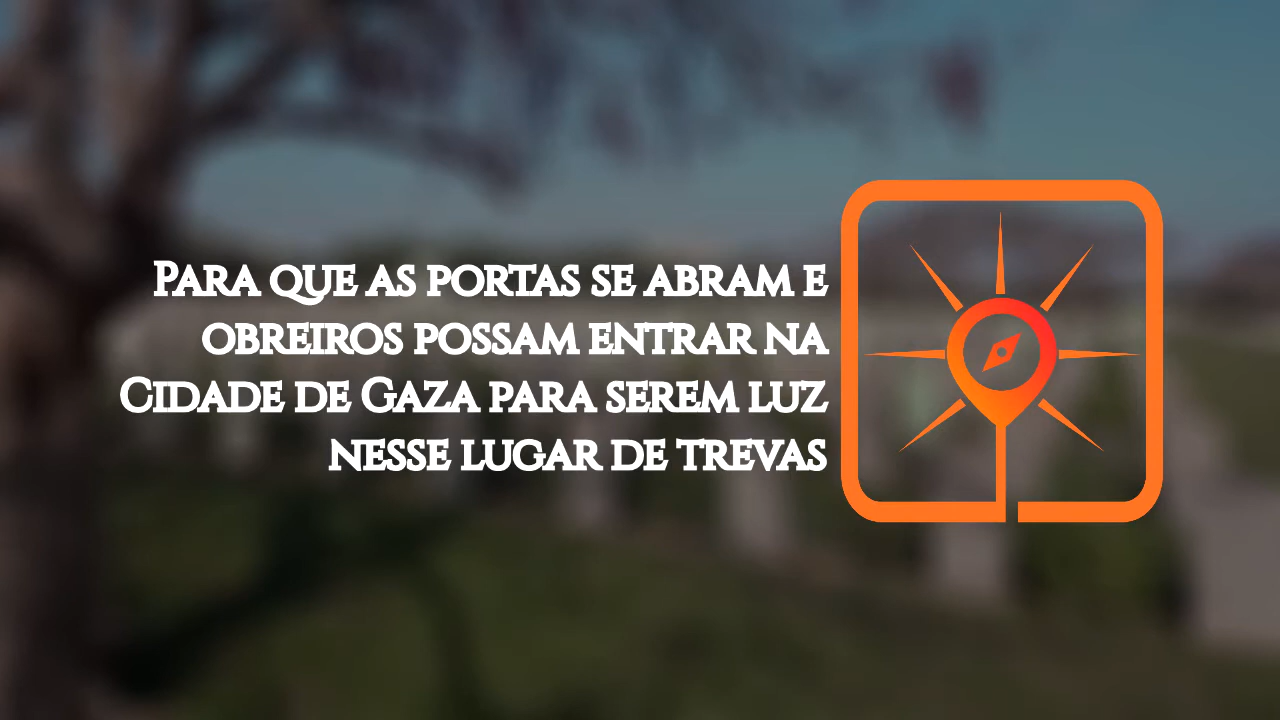 Para que as portas se abram e
obreiros possam entrar na
Cidade de Gaza para serem luz
nesse lugar de trevas